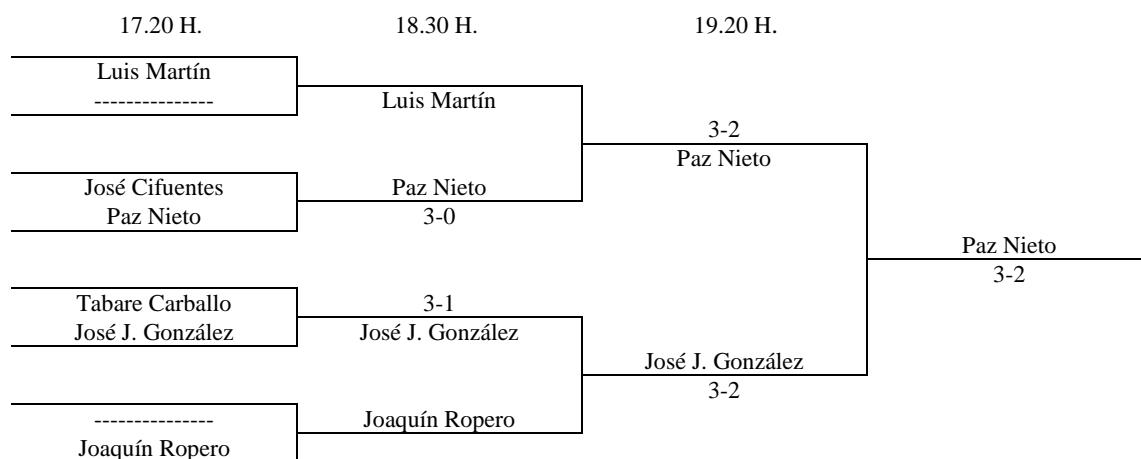 17.20 H. 18.30 H. 19.20 H.
Luis Martín
---------------
Luis Martín
3-2
Paz Nieto
José Cifuentes
Paz Nieto
Paz Nieto
3-0
Paz Nieto
3-2
Tabare Carballo
José J. González
3-1
José J. González
José J. González
3-2
---------------
Joaquín Ropero
Joaquín Ropero